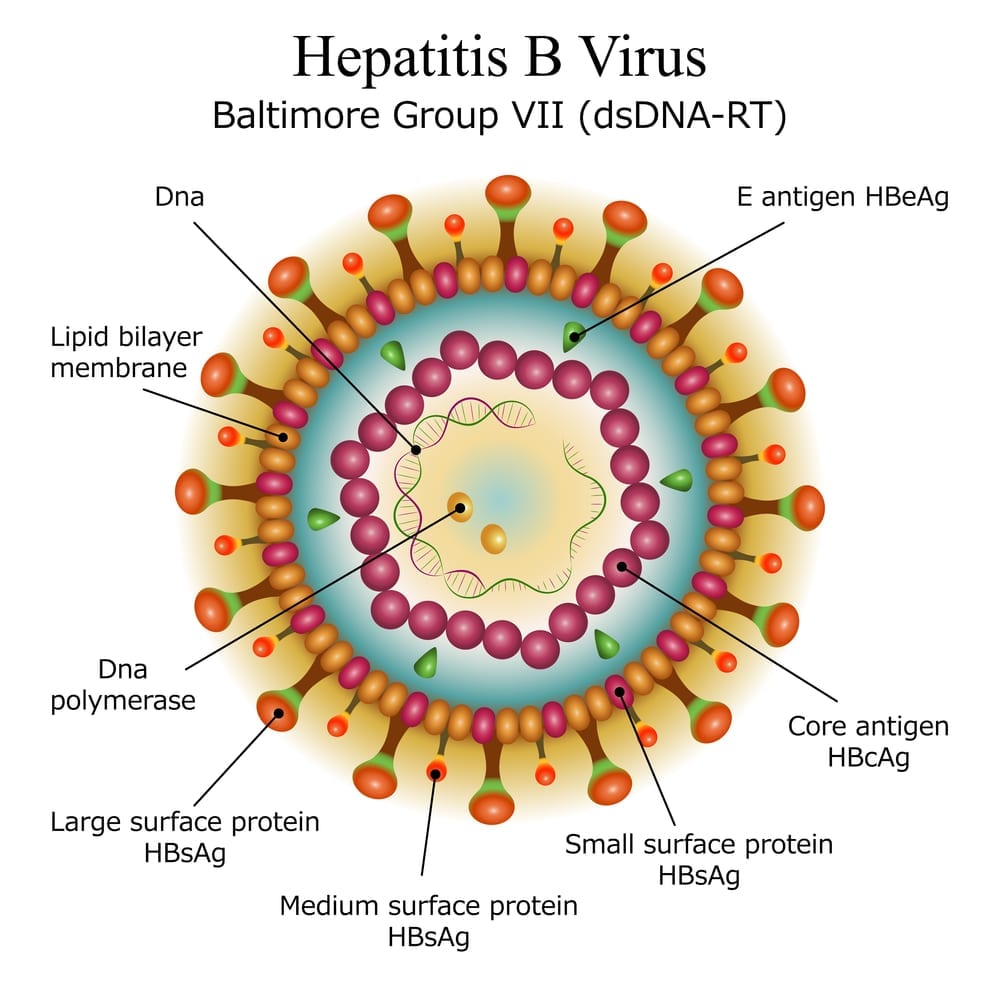 Hepatitis B Virus
Baltimore Group VII (dsDNA-RT)
Dna
E antigen HBeAg
Lipid bilayer
membrane
Dna
polymerase
Core antigen
HBcAg
Large surface protein
HBsAg
Small surface protein
HBsAg
Medium surface protein
HBsAg